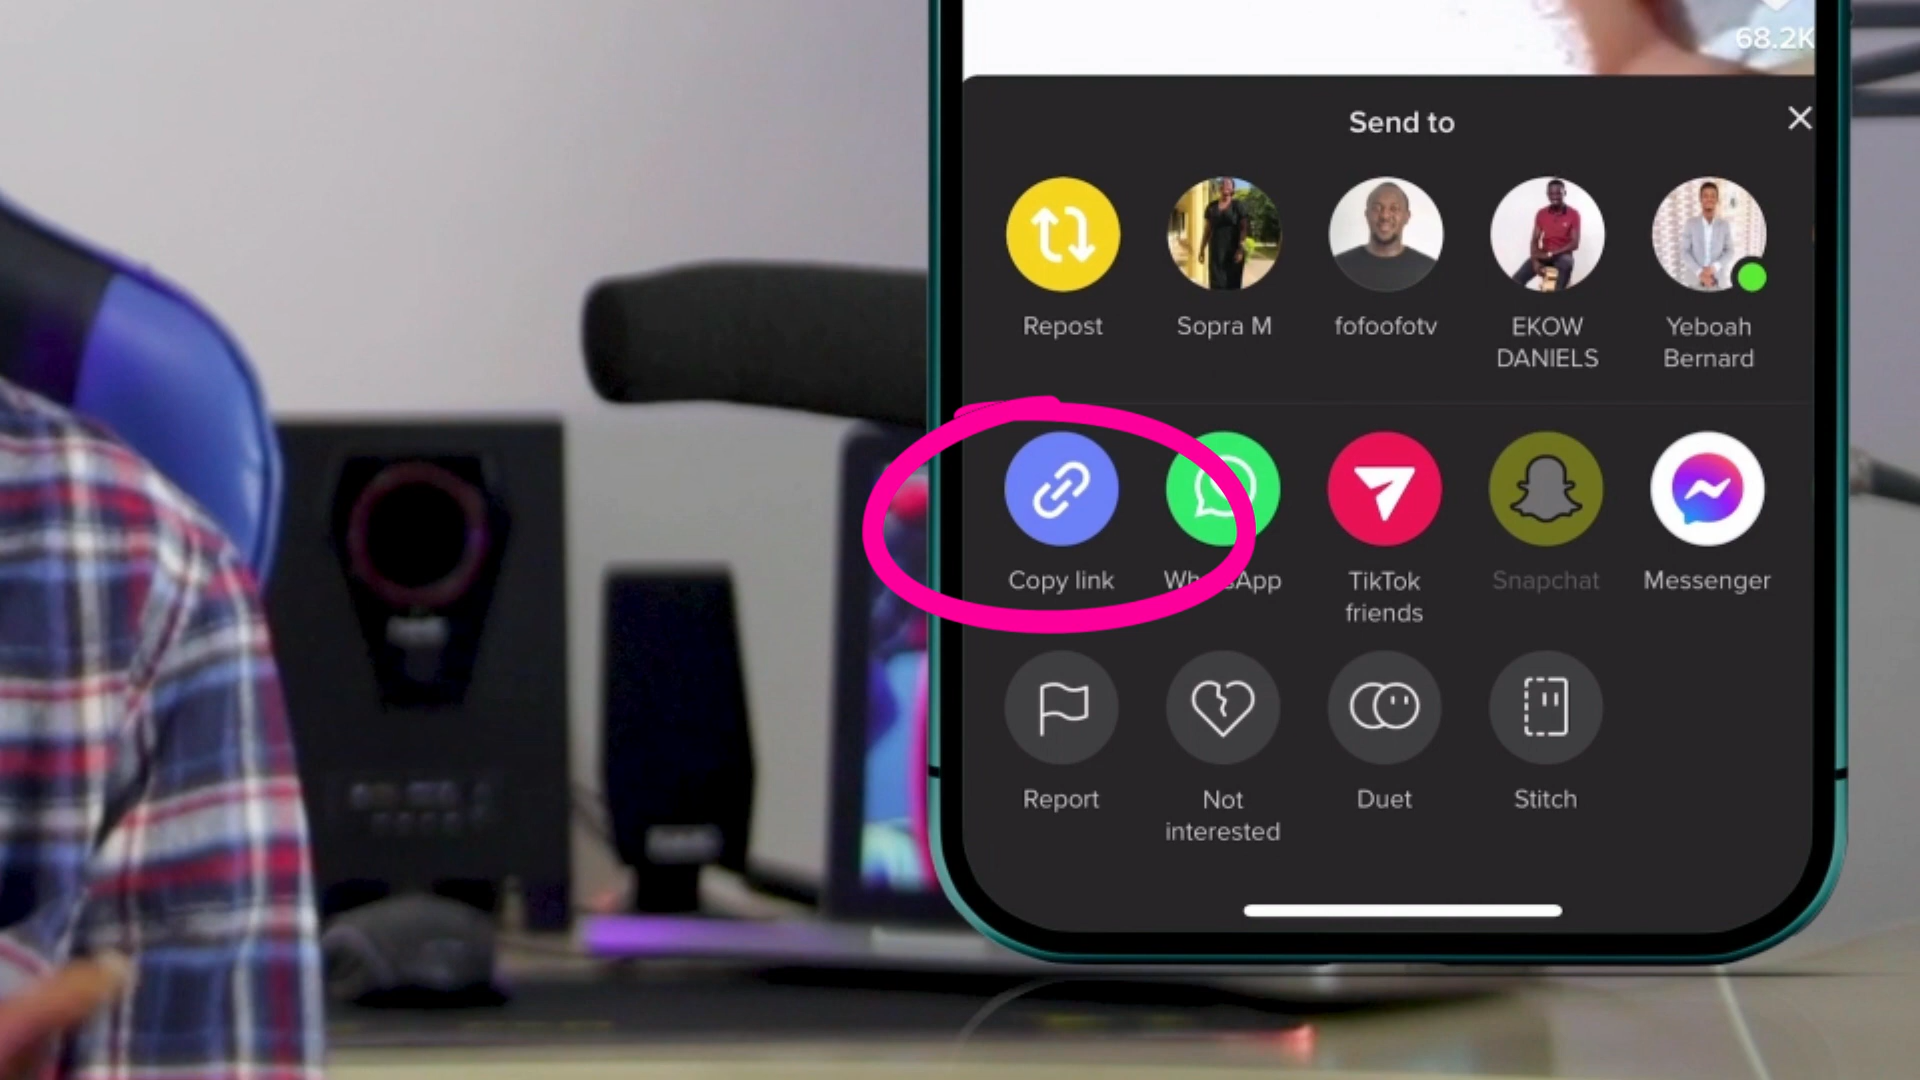 68.2K
Send to
Repost
Sopra M
fofoofotv
EKOW
DANIELS
Yeboah
Bernard
Copy link
WhatsApp
TikTok
friends
Snapchat
Messenger
Report
Not
interested
Duet
Stitch